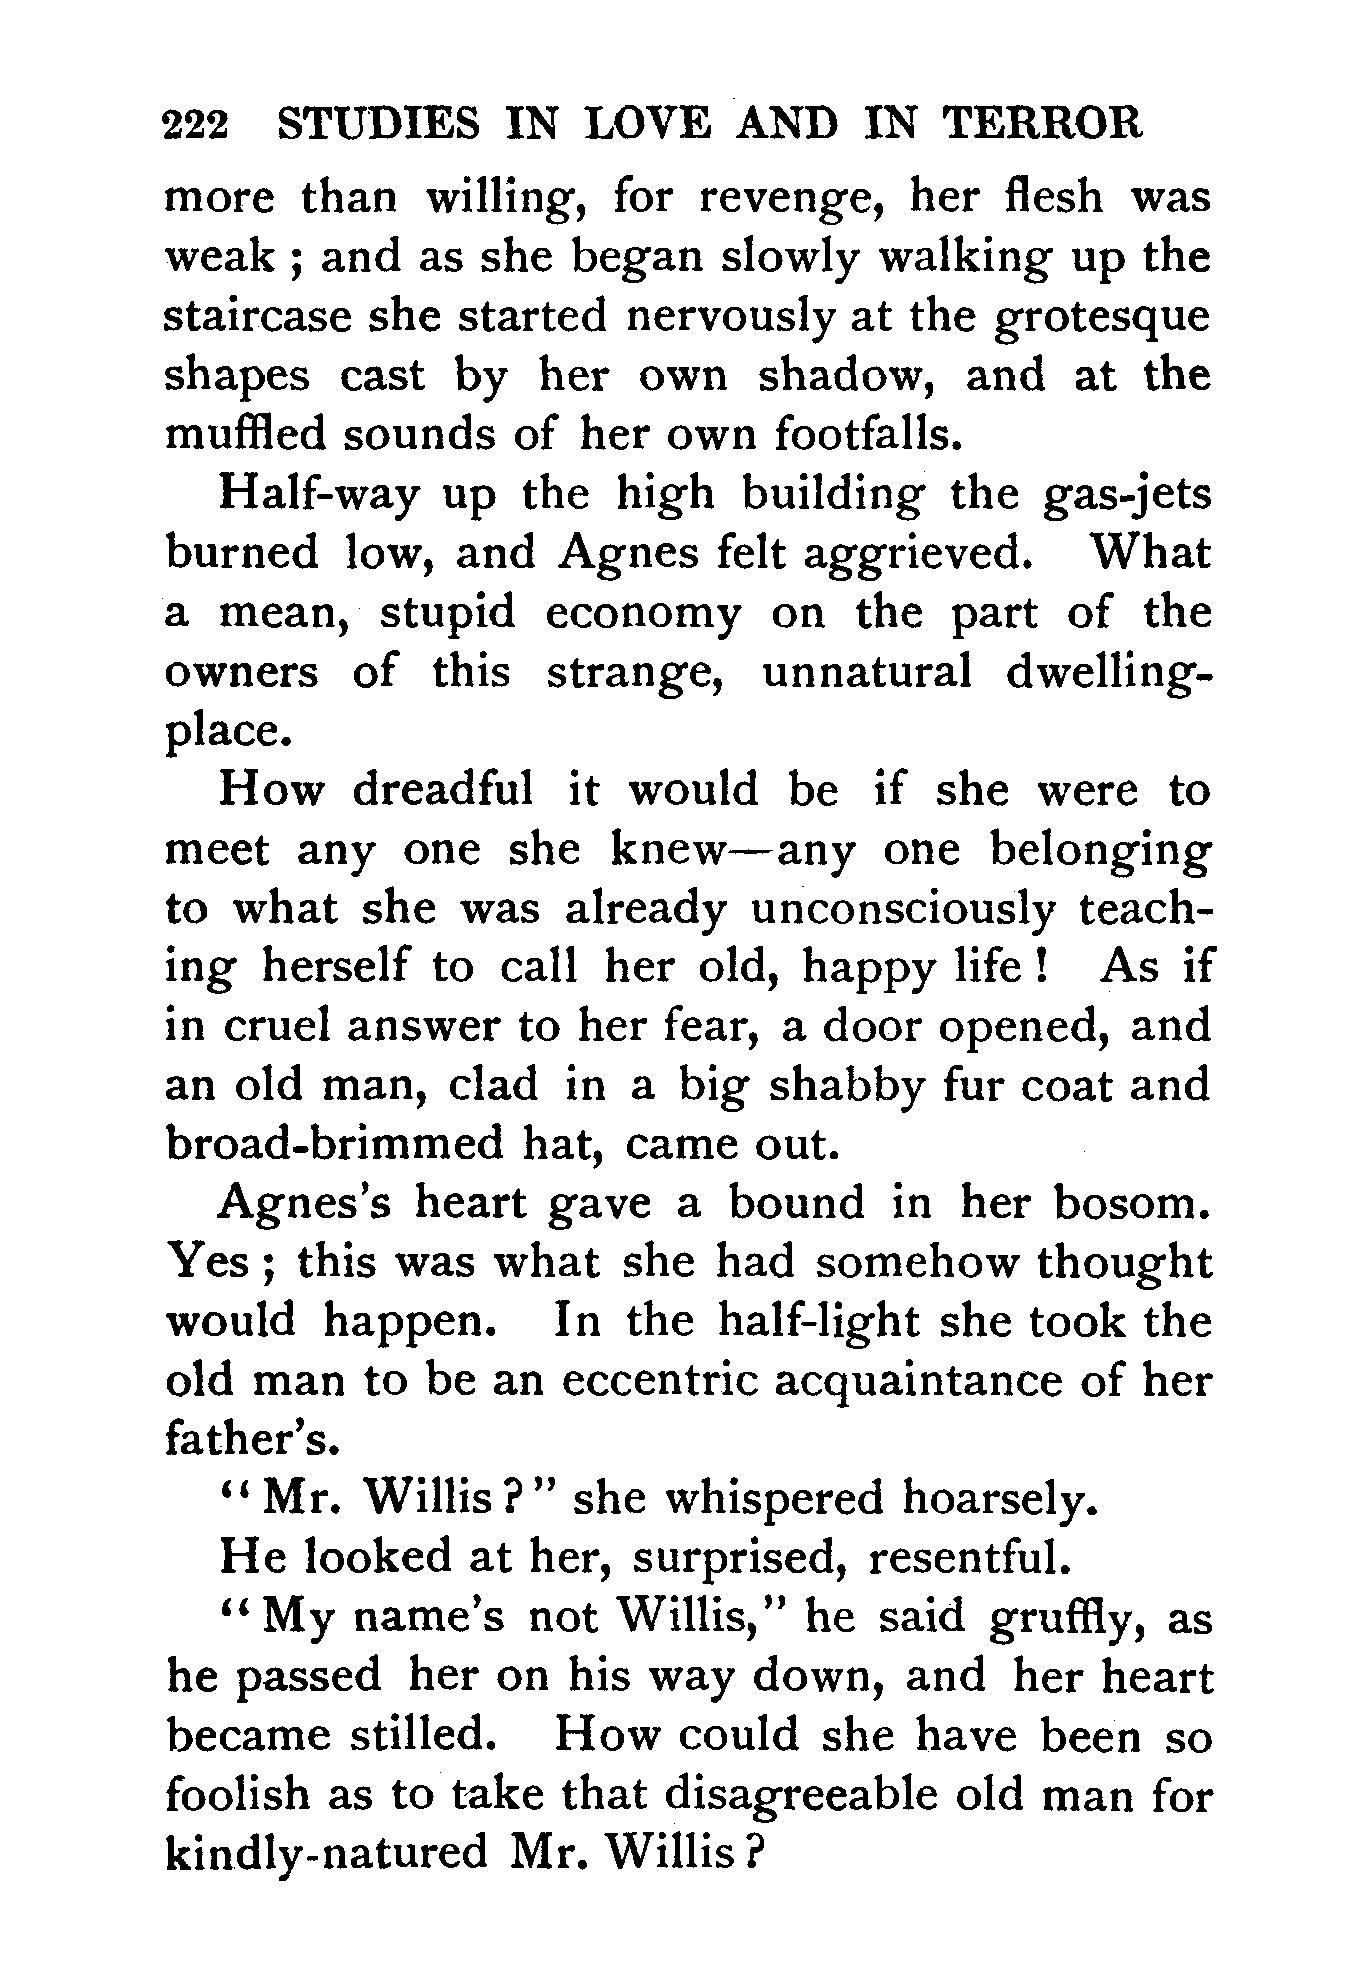 222 STUDIES IN LOVE AND IN TERROR
more than willing, for revenge, her flesh was
weak ; and as she began slowly walking up the
staircase she started nervously at the grotesque
shapes cast by her own shadow, and at the
muffled sounds of her own footfalls.
Half-way up the high building the gas-jets
burned low, and Agnes felt aggrieved. What
a mean, stupid economy on the part of the
owners of this strange, unnatural dwelling-
place.
How dreadful it would be if she were to
meet any one she knew—any one belonging
to what she was already unconsciously teach-
ing herself to call her old, happy life ! As if
in cruel answer to her fear, a door opened, and
an old man, clad in a big shabby fur coat and
broad-brimmed hat, came out.
Agnes's heart gave a bound in her bosom.
Yes ; this was what she had somehow thought
would happen. In the half-light she took the
old man to be an eccentric acquaintance of her
father's.
“ Mr. Willis ? ” she whispered hoarsely.
He looked at her, surprised, resentful.
“ My name's not Willis,” he said gruffly, as
he passed her on his way down, and her heart
became stilled. How could she have been so
foolish as to take that disagreeable old man for
kindly-natured Mr. Willis ?